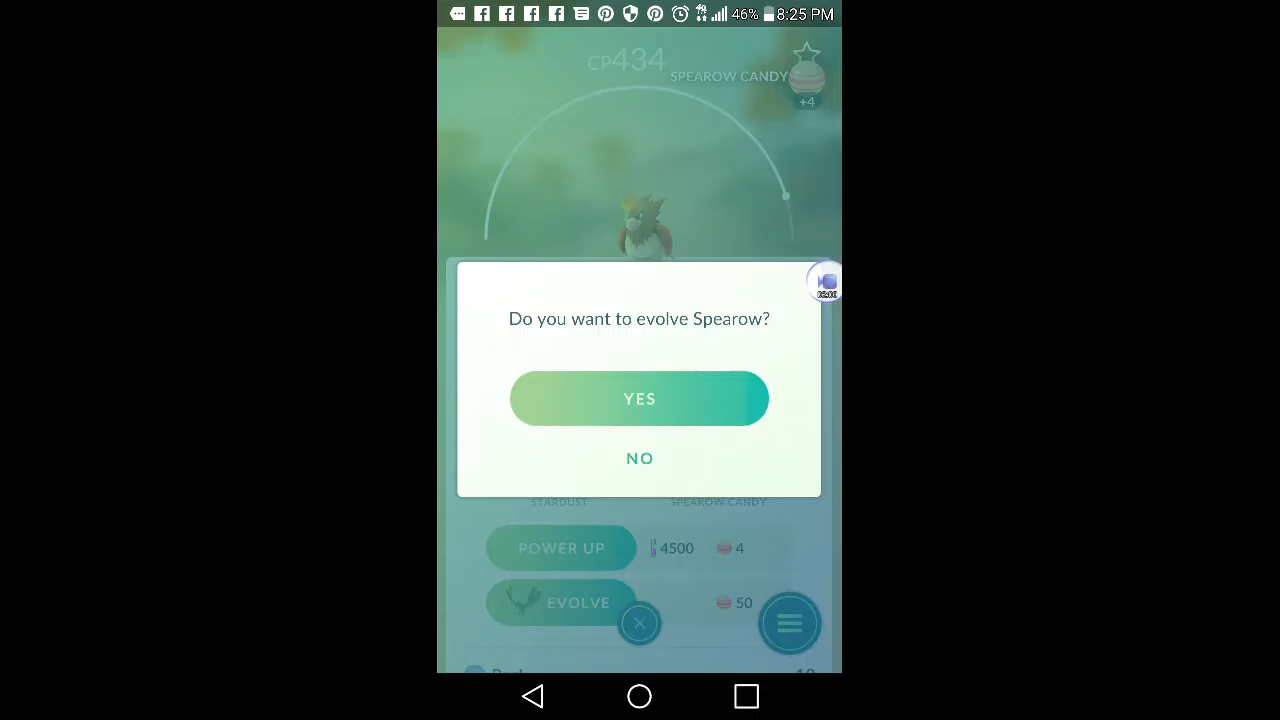 46% 8:25 PM
CP434
SPEAROW CANDY
+4
Do you want to evolve Spearow?
YES
NO
STARDUST SPEAROW CANDY
POWER UP 4500 4
EVOLVE 50